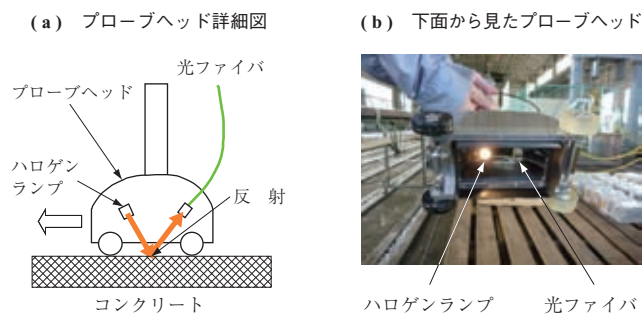 (a) プローブヘッド詳細図
光ファイバ
プローブヘッド
ハロゲン
ランプ
反 射
コンクリート
(b) 下面から見たプローブヘッド
ハロゲンランプ
光ファイバ